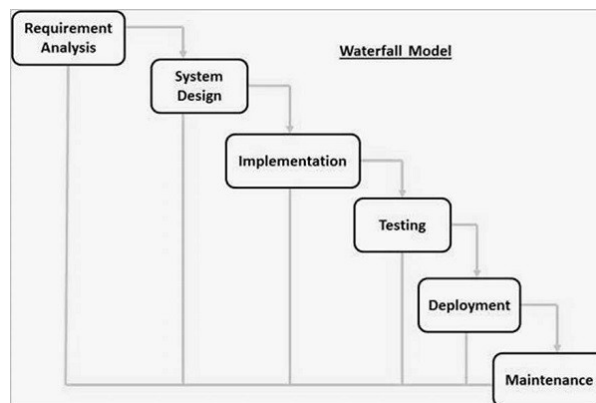 Requirement
Analysis
Waterfall Model
System
Design
Implementation
Testing
Deployment
Maintenance